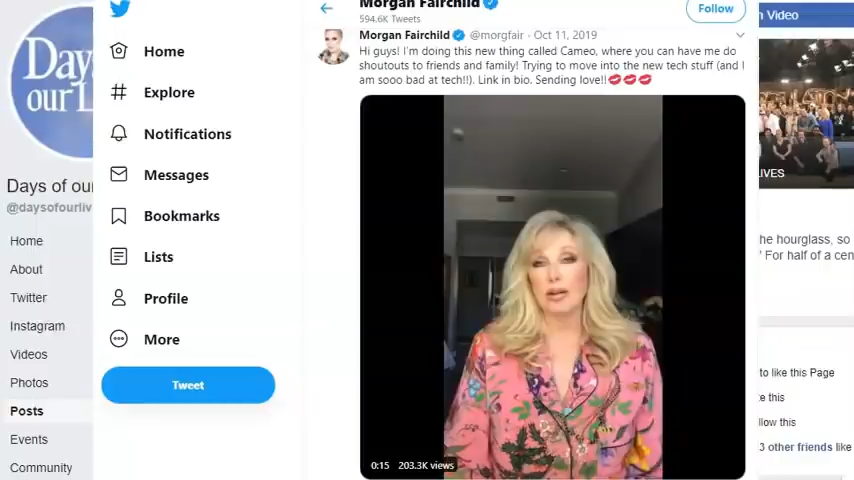 Days
our L
Days of ou
@daysofourliv
Home
About
Twitter
Instagram
Videos
Photos
Posts
Events
Community
Home
Explore
Notifications
Messages
Bookmarks
Lists
Profile
More
Tweet
Morgan Fairchild
594.6K Tweets
Follow
Morgan Fairchild @morgfair · Oct 11, 2019
Hi guys! I'm doing this new thing called Cameo, where you can have me do
shoutouts to friends and family! Trying to move into the new tech stuff (and I
am sooo bad at tech!!). Link in bio. Sending love!!
0:15 203.3K views
n Video
LIVES
he hourglass, so
" For half of a cen
to like this Page
e this
llow this
3 other friends like